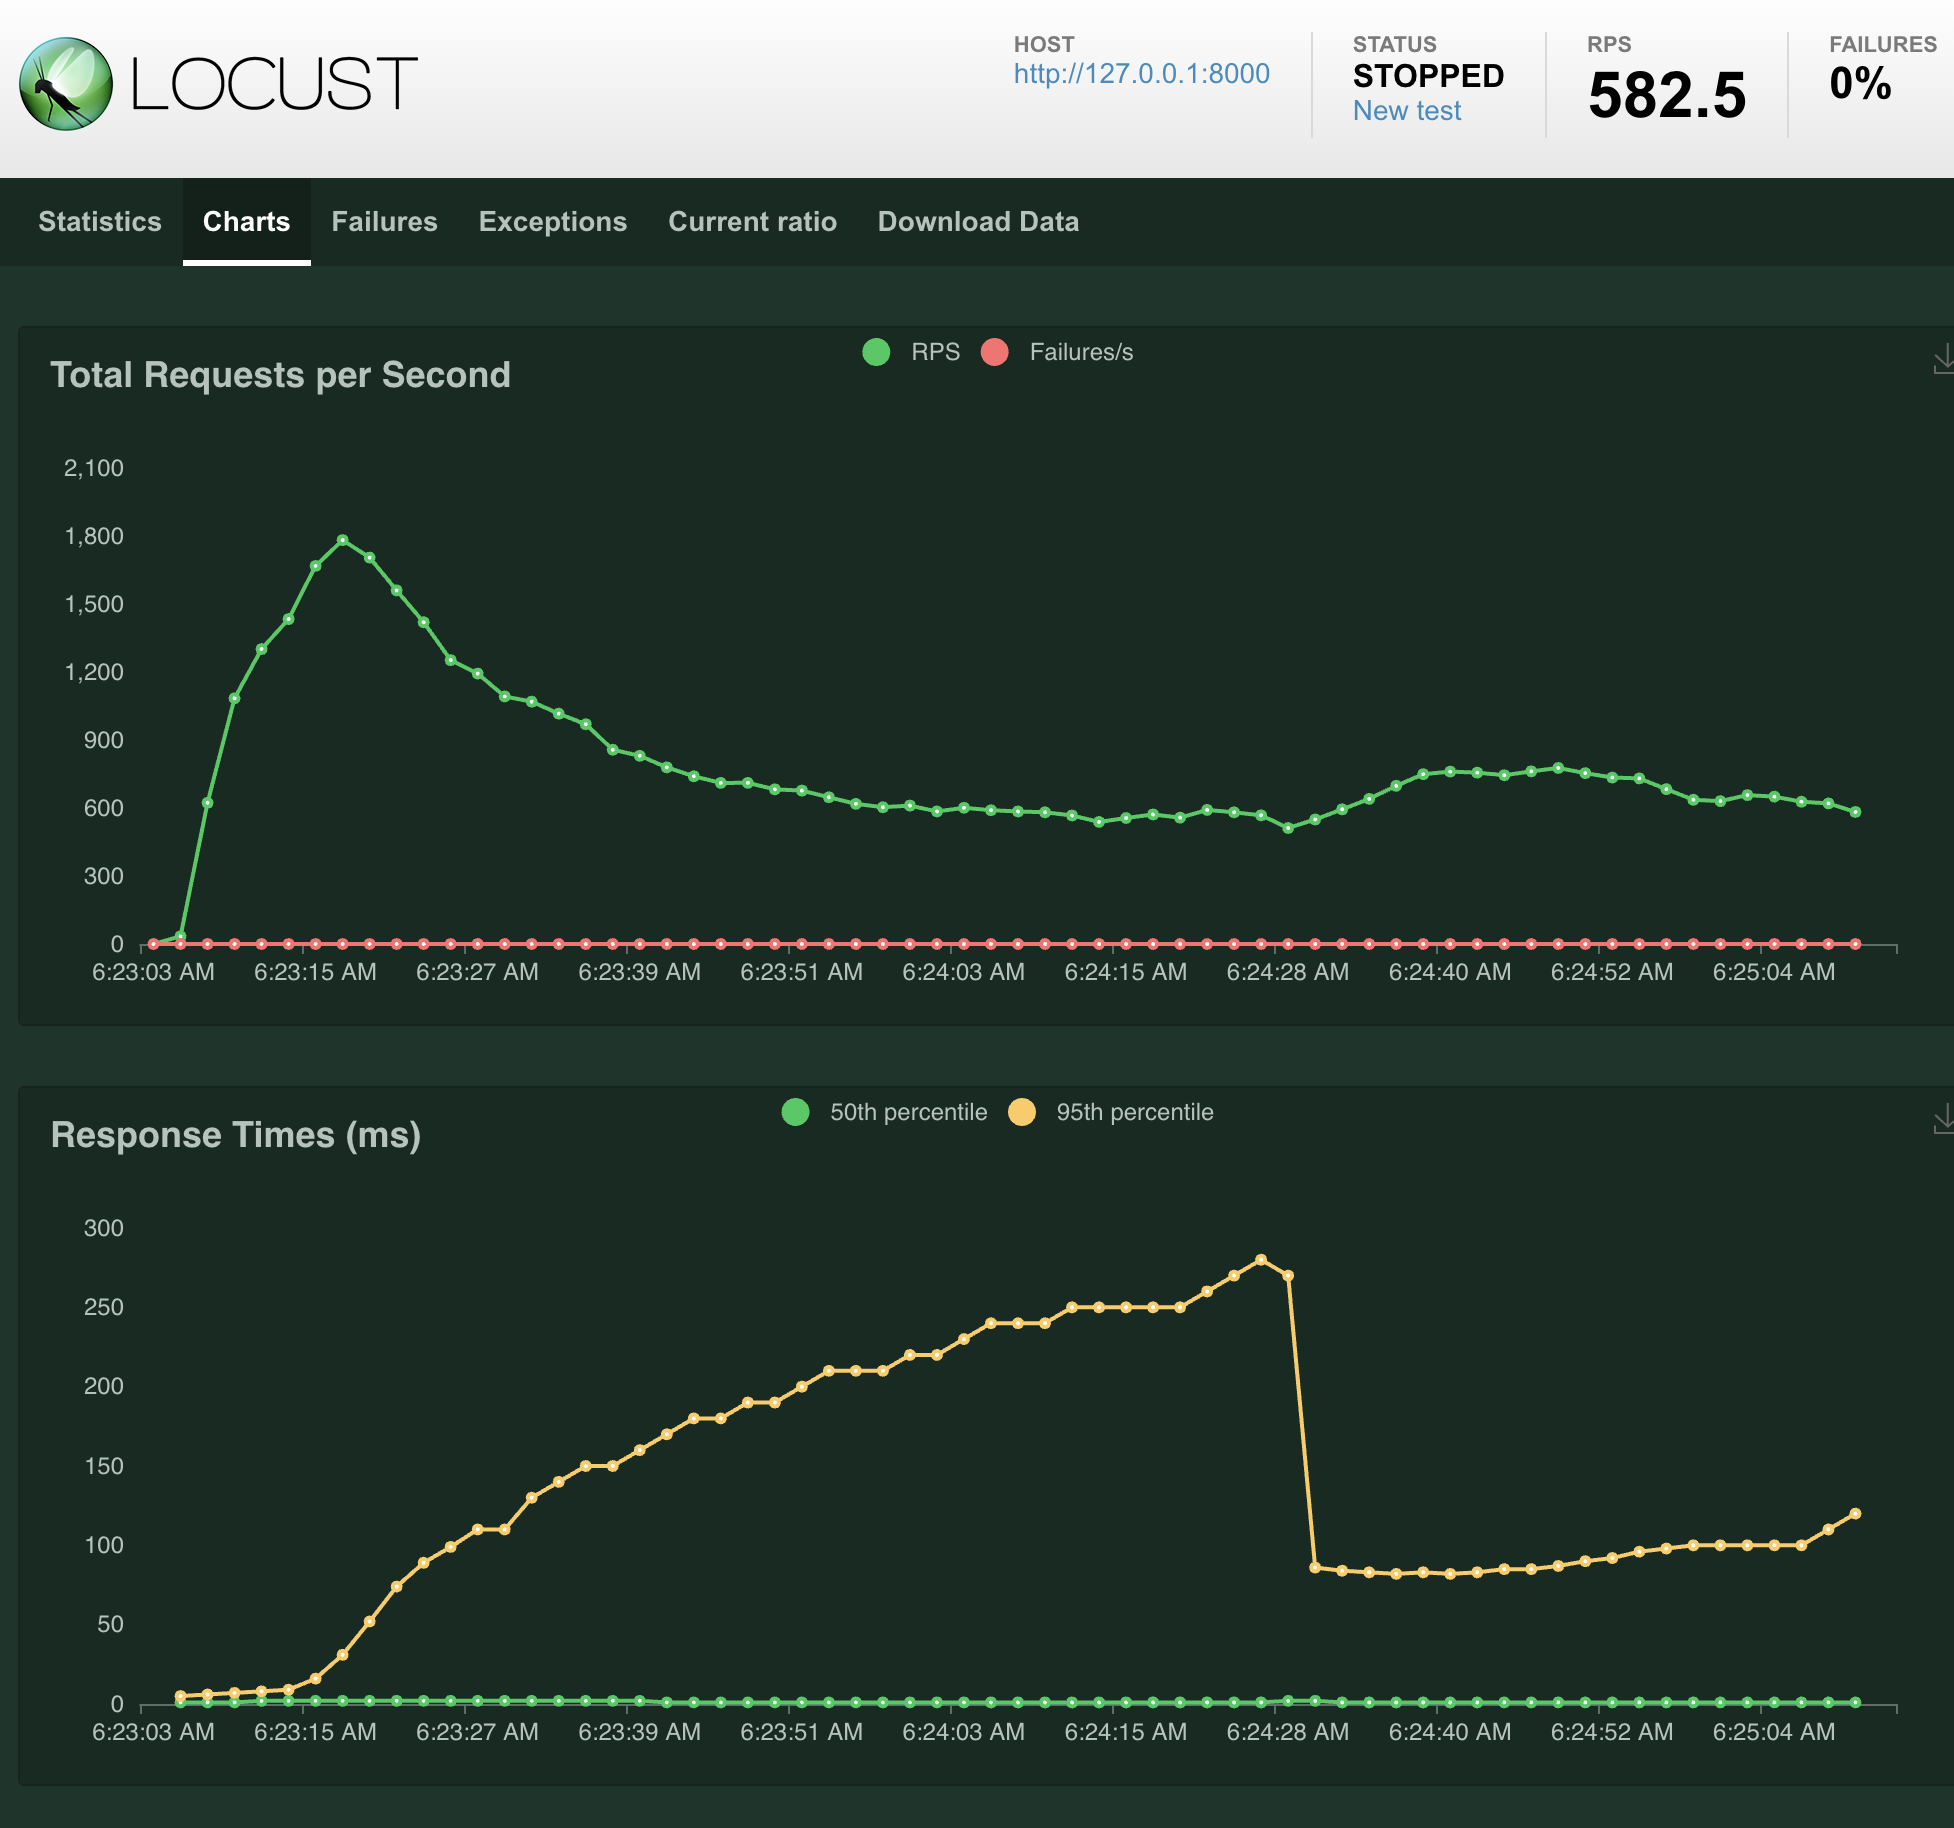 LOCUST
HOST
http://127.0.0.1:8000
STATUS
STOPPED
New test
RPS
582.5
FAILURES
0%
Statistics Charts Failures Exceptions Current ratio Download Data
Total Requests per Second
RPS Failures/s
2,100
1,800
1,500
1,200
900
600
300
0
6:23:03 AM 6:23:15 AM 6:23:27 AM 6:23:39 AM 6:23:51 AM 6:24:03 AM 6:24:15 AM 6:24:28 AM 6:24:40 AM 6:24:52 AM 6:25:04 AM
Response Times (ms)
50th percentile 95th percentile
300
250
200
150
100
50
0
6:23:03 AM 6:23:15 AM 6:23:27 AM 6:23:39 AM 6:23:51 AM 6:24:03 AM 6:24:15 AM 6:24:28 AM 6:24:40 AM 6:24:52 AM 6:25:04 AM